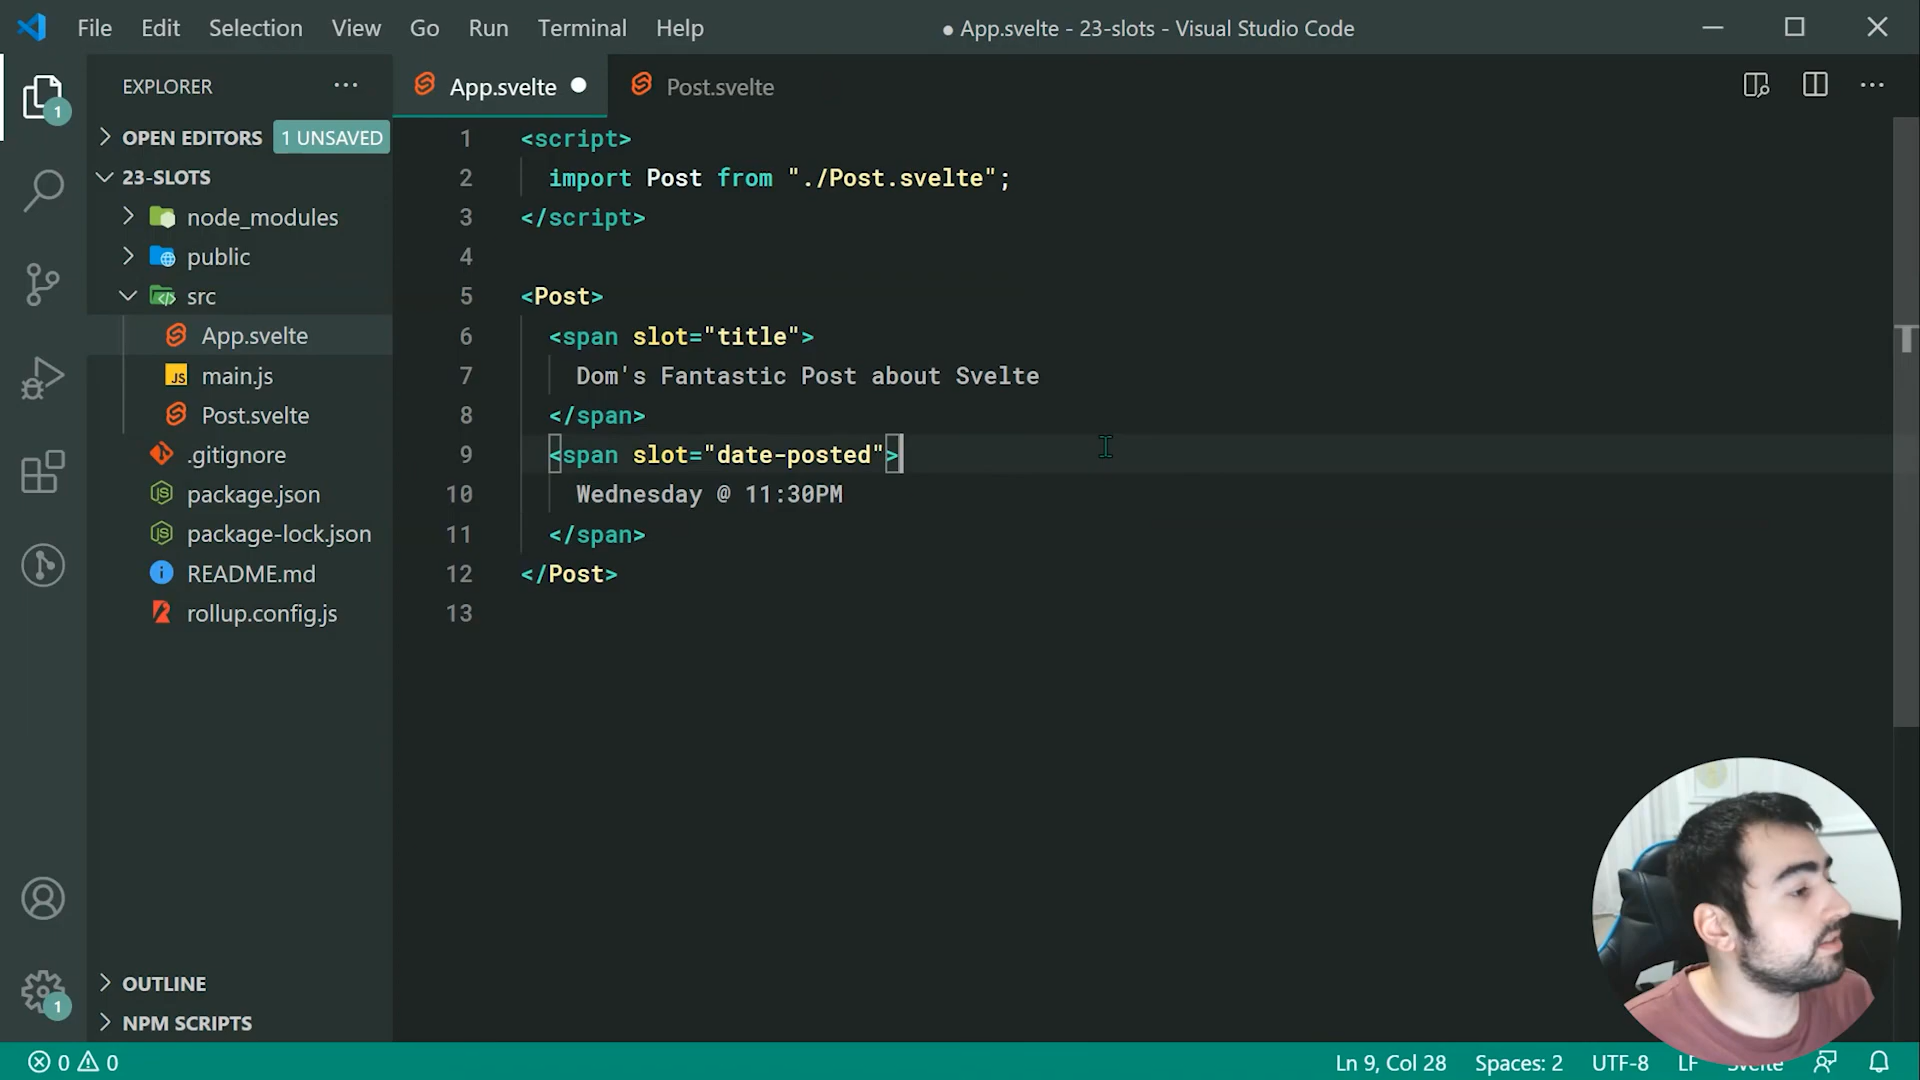 File Edit Selection View Go Run Terminal Help
● App.svelte - 23-slots - Visual Studio Code
EXPLORER
App.svelte
Post.svelte
OPEN EDITORS 1 UNSAVED
23-SLOTS
node_modules
public
src
App.svelte
JS main.js
Post.svelte
.gitignore
package.json
package-lock.json
README.md
rollup.config.js
OUTLINE
NPM SCRIPTS
1
1
1 <script>
2 import Post from "./Post.svelte";
3 </script>
4
5 <Post>
6 <span slot="title">
7 Dom's Fantastic Post about Svelte
8 </span>
9 <span slot="date-posted">
10 Wednesday @ 11:30PM
11 </span>
12 </Post>
13
0 0
Ln 9, Col 28 Spaces: 2 UTF-8 LF Svelte